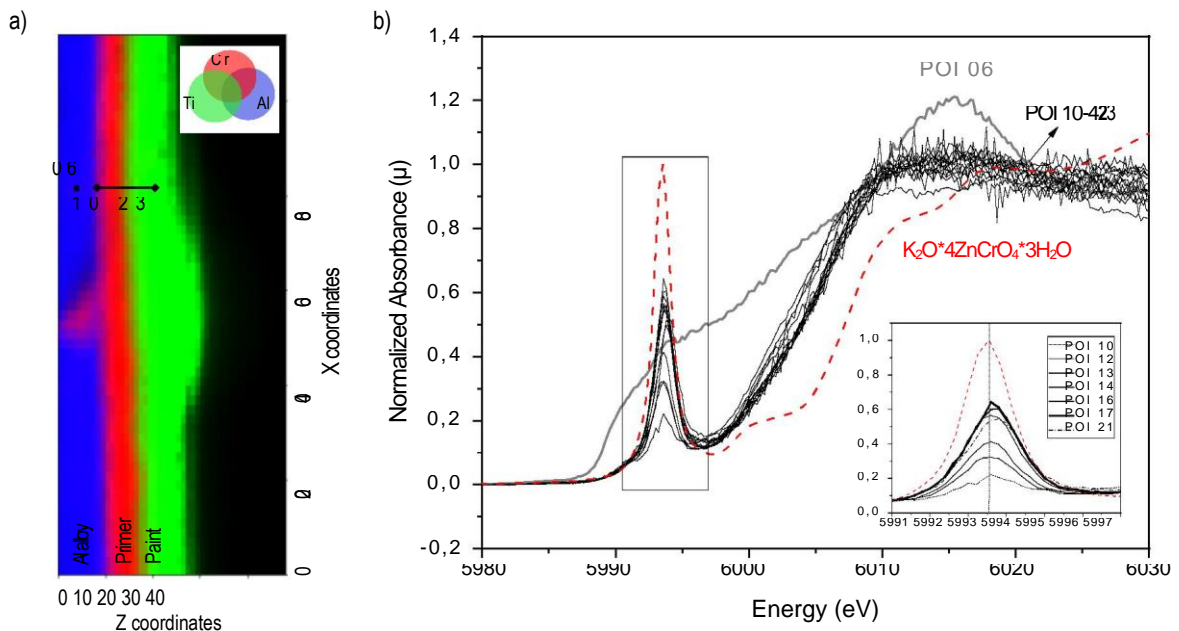 a)
Cr
Ti
Al
0 6
1 0 2 3
Primer
Paint
X coordinates
0
0 10 20 30 40
Z coordinates
b)
1,4
1,2
1,0
0,8
0,6
0,4
0,2
0,0
-0,2
Normalized Absorbance (µ)
POI 06
K₂O*4ZnCrO₄*3H₂O
1,0
0,8
0,6
0,4
0,2
0,0
POI 10
POI 12
POI 13
POI 14
POI 16
POI 17
POI 21
5991 5992 5993 5994 5995 5996 5997
5980 5990 6000 6010 6020 6030
Energy (eV)